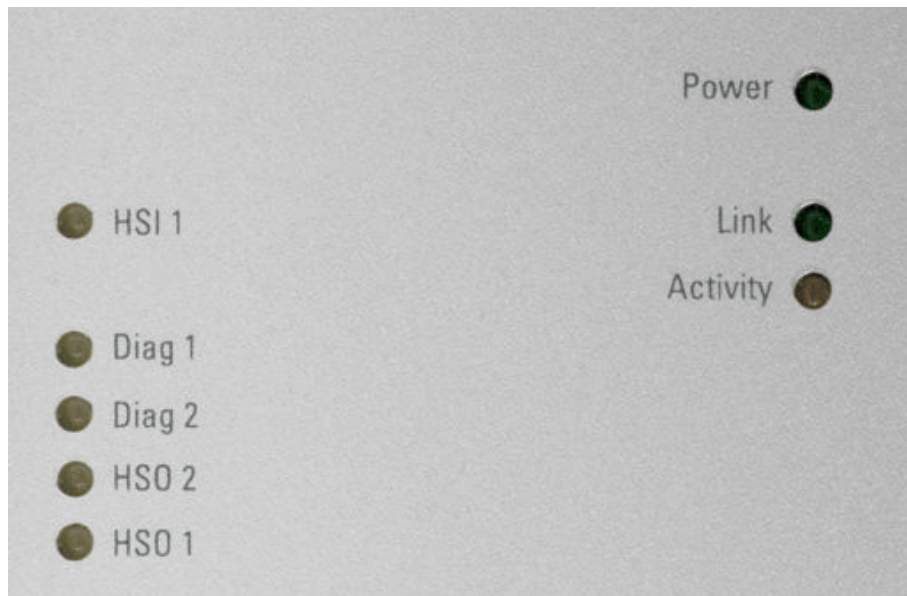 Power
HSI 1
Link
Activity
Diag 1
Diag 2
HSO 2
HSO 1